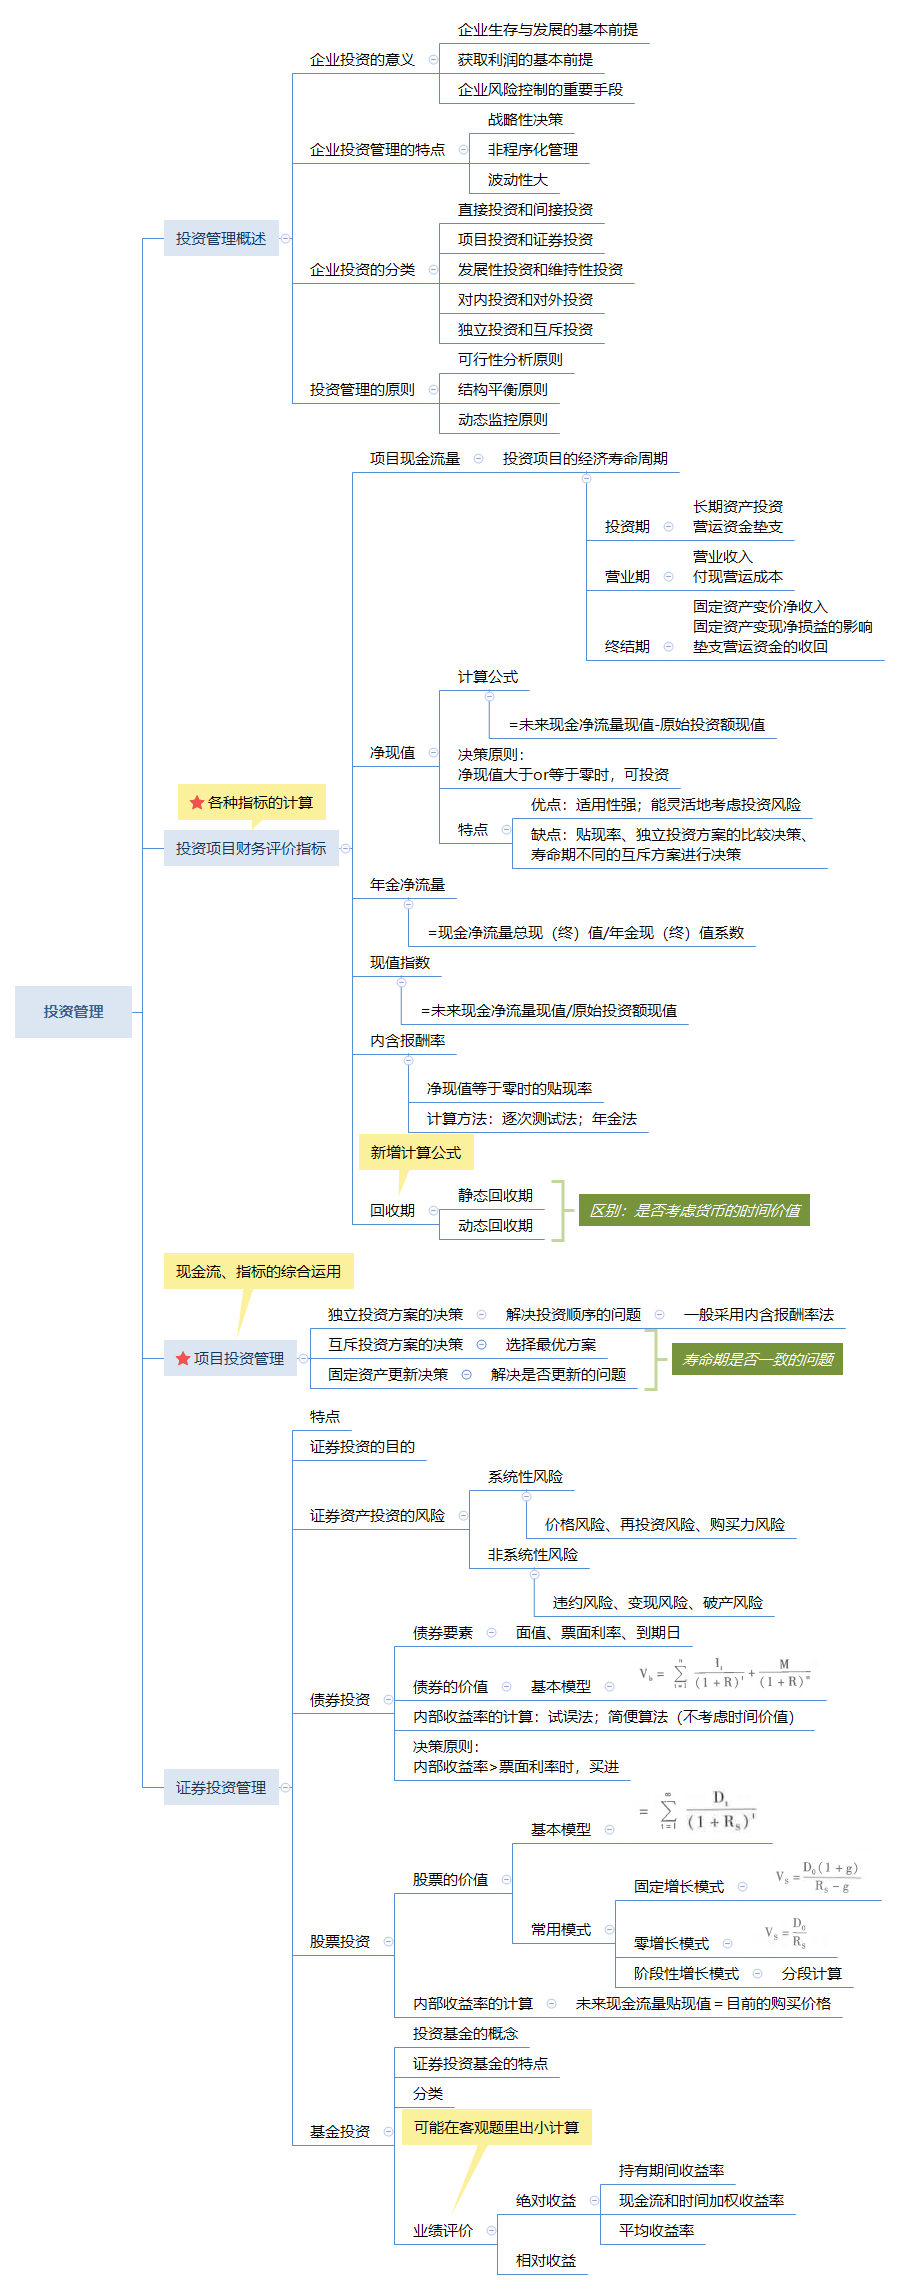 投资管理
投资管理概述
企业投资的意义
企业生存与发展的基本前提
获取利润的基本前提
企业风险控制的重要手段
企业投资管理的特点
战略性决策
非程序化管理
波动性大
企业投资的分类
直接投资和间接投资
项目投资和证券投资
发展性投资和维持性投资
对内投资和对外投资
独立投资和互斥投资
投资管理的原则
可行性分析原则
结构平衡原则
动态监控原则
各种指标的计算
投资项目财务评价指标
项目现金流量
投资项目的经济寿命周期
投资期
长期资产投资
营运资金垫支
营业期
营业收入
付现营运成本
终结期
固定资产变价净收入
固定资产变现净损益的影响
垫支营运资金的收回
净现值
计算公式
=未来现金净流量现值-原始投资额现值
决策原则：
净现值大于or等于零时，可投资
特点
优点：适用性强；能灵活地考虑投资风险
缺点：贴现率、独立投资方案的比较决策、
寿命期不同的互斥方案进行决策
年金净流量
=现金净流量总现（终）值/年金现（终）值系数
现值指数
=未来现金净流量现值/原始投资额现值
内含报酬率
净现值等于零时的贴现率
计算方法：逐次测试法；年金法
新增计算公式
回收期
静态回收期
动态回收期
区别：是否考虑货币的时间价值
现金流、指标的综合运用
项目投资管理
独立投资方案的决策
解决投资顺序的问题
一般采用内含报酬率法
互斥投资方案的决策
选择最优方案
固定资产更新决策
解决是否更新的问题
寿命期是否一致的问题
证券投资管理
特点
证券投资的目的
证券资产投资的风险
系统性风险
价格风险、再投资风险、购买力风险
非系统性风险
违约风险、变现风险、破产风险
债券投资
债券要素
面值、票面利率、到期日
债券的价值
基本模型
V_b = \sum_{t=1}^{n} \frac{I_t}{(1+R)^t} + \frac{M}{(1+R)^n}
内部收益率的计算：试误法；简便算法（不考虑时间价值）
决策原则：
内部收益率>票面利率时，买进
股票投资
股票的价值
基本模型
= \sum_{t=1}^{∞} \frac{D_t}{(1+R_S)^t}
常用模式
固定增长模式
V_S = \frac{D_0(1+g)}{R_S-g}
零增长模式
V_S = \frac{D_0}{R_S}
阶段性增长模式
分段计算
内部收益率的计算
未来现金流量贴现值＝目前的购买价格
基金投资
投资基金的概念
证券投资基金的特点
分类
可能在客观题里出小计算
业绩评价
绝对收益
持有期间收益率
现金流和时间加权收益率
平均收益率
相对收益